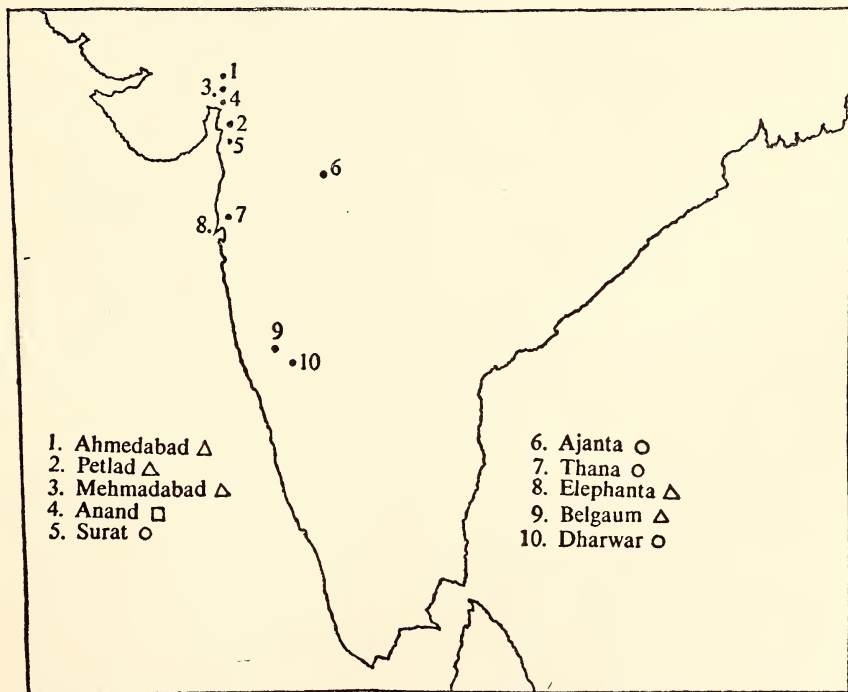 1
3
4
2
5
6
7
8
9
10
1. Ahmedabad △
2. Petlad △
3. Mehmadabad △
4. Anand □
5. Surat ○
6. Ajanta ○
7. Thana ○
8. Elephanta △
9. Belgaum △
10. Dharwar ○